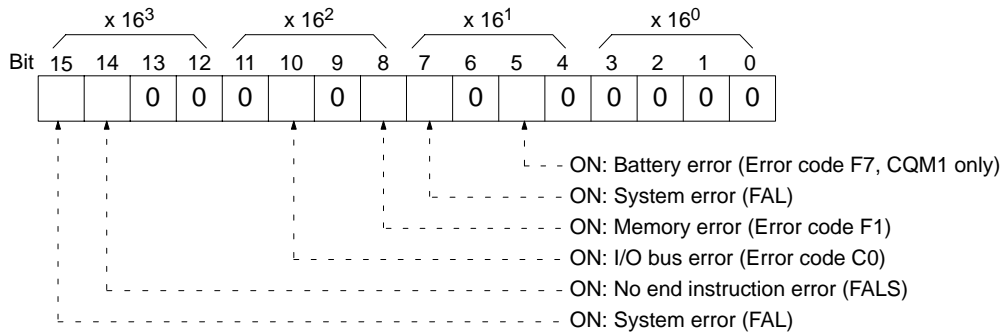 x 16³ x 16² x 16¹ x 16⁰
Bit 15 14 13 12 11 10 9 8 7 6 5 4 3 2 1 0
0 0 0 0 0 0 0 0 0 0
ON: Battery error (Error code F7, CQM1 only)
ON: System error (FAL)
ON: Memory error (Error code F1)
ON: I/O bus error (Error code C0)
ON: No end instruction error (FALS)
ON: System error (FAL)